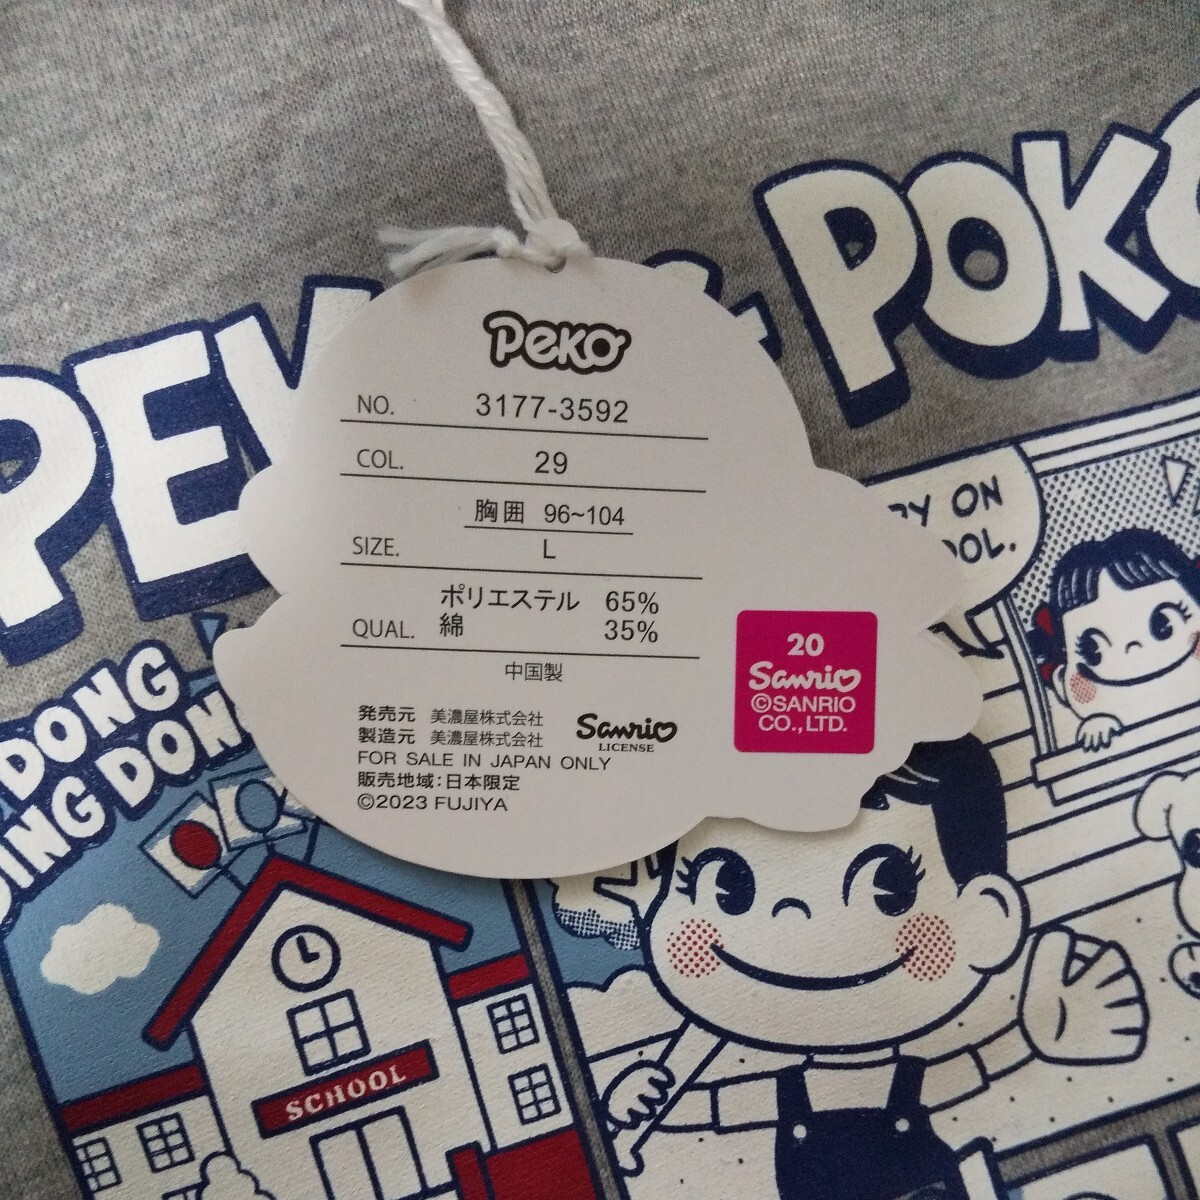 Peko
NO. 3177-3592
COL. 29
胸囲 96~104
SIZE. L
ポリエステル 65%
QUAL. 綿 35%
中国製
発売元 美濃屋株式会社
製造元 美濃屋株式会社
Sanrio
LICENSE
FOR SALE IN JAPAN ONLY
販売地域:日本限定
©2023 FUJIYA
20
Sanrio
©SANRIO
CO.,LTD.
POK
DONG
DING DON
ON
SCHOOL